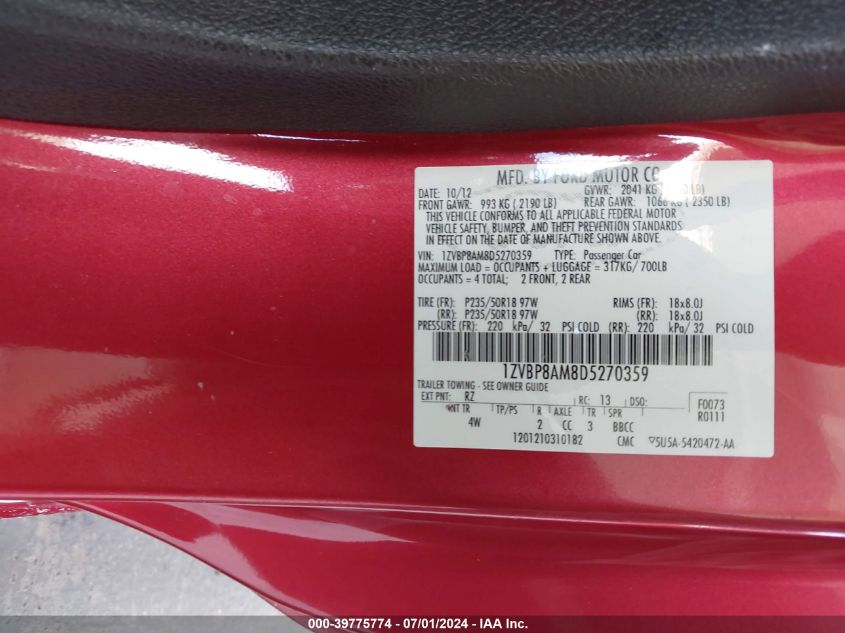 MFD. BY FORD MOTOR CO
DATE: 10/12 GVWR: 2041 KG LB)
FRONT GAWR: 993 KG ( 2190 LB) REAR GAWR: 1066 KG ( 2350 LB)
THIS VEHICLE CONFORMS TO ALL APPLICABLE FEDERAL MOTOR
VEHICLE SAFETY, BUMPER, AND THEFT PREVENTION STANDARDS
IN EFFECT ON THE DATE OF MANUFACTURE SHOWN ABOVE.
VIN: 1ZVBP8AM8D5270359 TYPE: Passenger Car
MAXIMUM LOAD = OCCUPANTS + LUGGAGE = 317KG/ 700LB
OCCUPANTS = 4 TOTAL; 2 FRONT, 2 REAR
TIRE (FR): P235/50R18 97W RIMS (FR): 18x8.0J
(RR): P235/50R18 97W (RR): 18x8.0J
PRESSURE (FR): 220 kPa/ 32 PSI COLD (RR): 220 kPa/ 32 PSI COLD
1ZVBP8AM8D5270359
TRAILER TOWING - SEE OWNER GUIDE
EXT PNT: RZ RC: 13 DSO: F0073
INT TR TP/PS R AXLE TR SPR R0111
4W 2 CC 3 BBCC
1201210310182 CMC ▽5U5A-5420472-AA
000-39775774 / 07/01/2024 - IAA Inc.